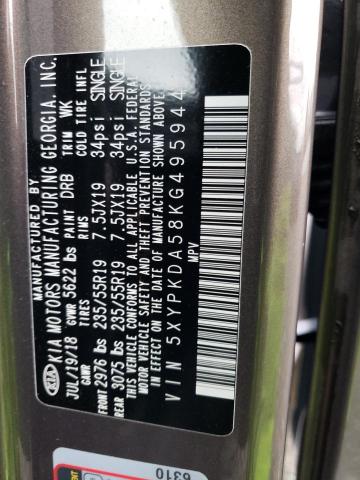 MANUFACTURED BY
KIA KIA MOTORS MANUFACTURING GEORGIA, INC.
JUL/19/18 GVWR 5622 lbs PAINT DRB TRIM WK
GAWR TIRES RIMS COLD TIRE INFL
FRONT 2976 lbs 235/55R19 7.5JX19 34psi SINGLE
REAR 3075 lbs 235/55R19 7.5JX19 34psi SINGLE
THIS VEHICLE CONFORMS TO ALL APPLICABLE U.S.A. FEDERAL
MOTOR VEHICLE SAFETY AND THEFT PREVENTION STANDARDS
IN EFFECT ON THE DATE OF MANUFACTURE SHOWN ABOVE.
MPV
VIN 5XYPKDA58KG495944
6310